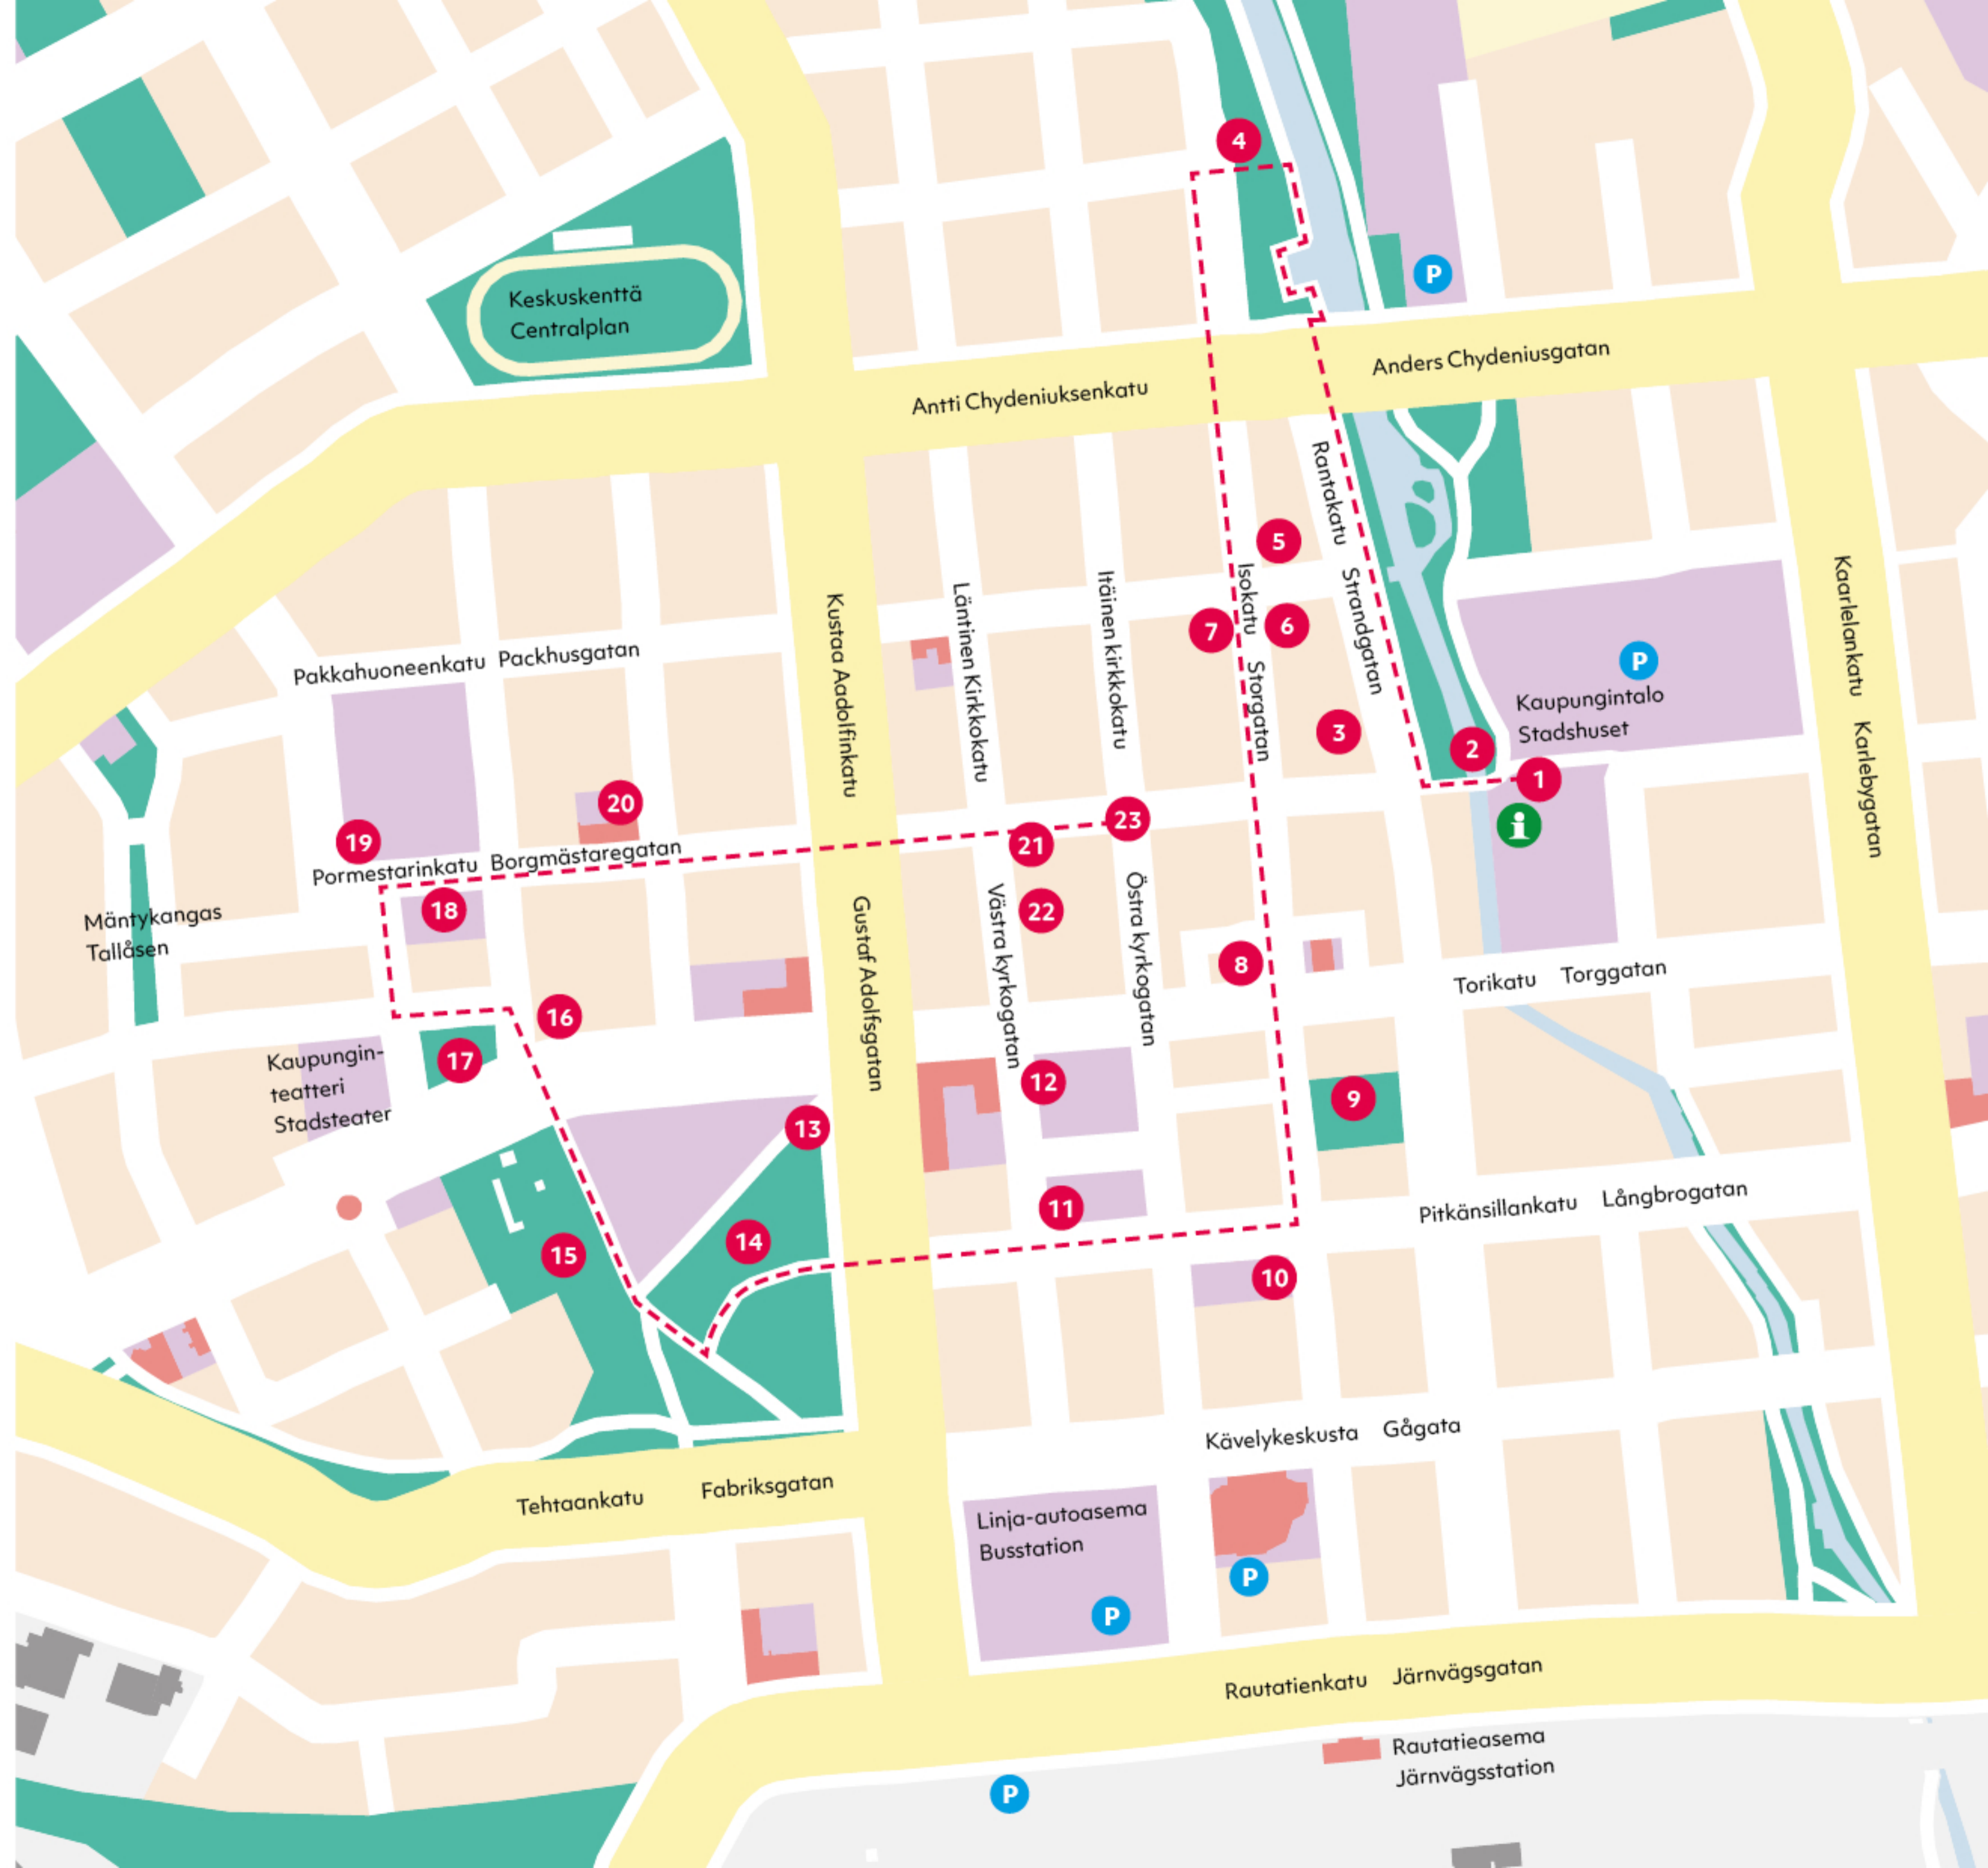 4
P
Keskuskenttä
Centralplan
Anders Chydeniusgatan
Antti Chydeniuksenkatu
Rantakatu Strandgatan
5
Isokatu Storgatan
7
6
Kaarlelankatu Karlebygatan
Kustaa Aadolfinkatu
Läntinen Kirkkokatu
Itäinen kirkkokatu
Pakkahuoneenkatu Packhusgatan
P
Kaupungintalo
Stadshuset
3
2
1
i
20
19
23
21
Pormestarinkatu Borgmästaregatan
18
22
Mäntykangas
Tallåsen
Gustaf Adolfsgatan
Västra kyrkogatan
Östra kyrkogatan
8
Torikatu Torggatan
16
17
Kaupungin-
teatteri
Stadsteater
12
9
13
11
Pitkänsillankatu Långbrogatan
14
15
10
Kävelykeskusta Gågata
Tehtaankatu Fabriksgatan
Linja-autoasema
Busstation
P
P
Rautatienkatu Järnvägsgatan
Rautatieasema
Järnvägsstation
P